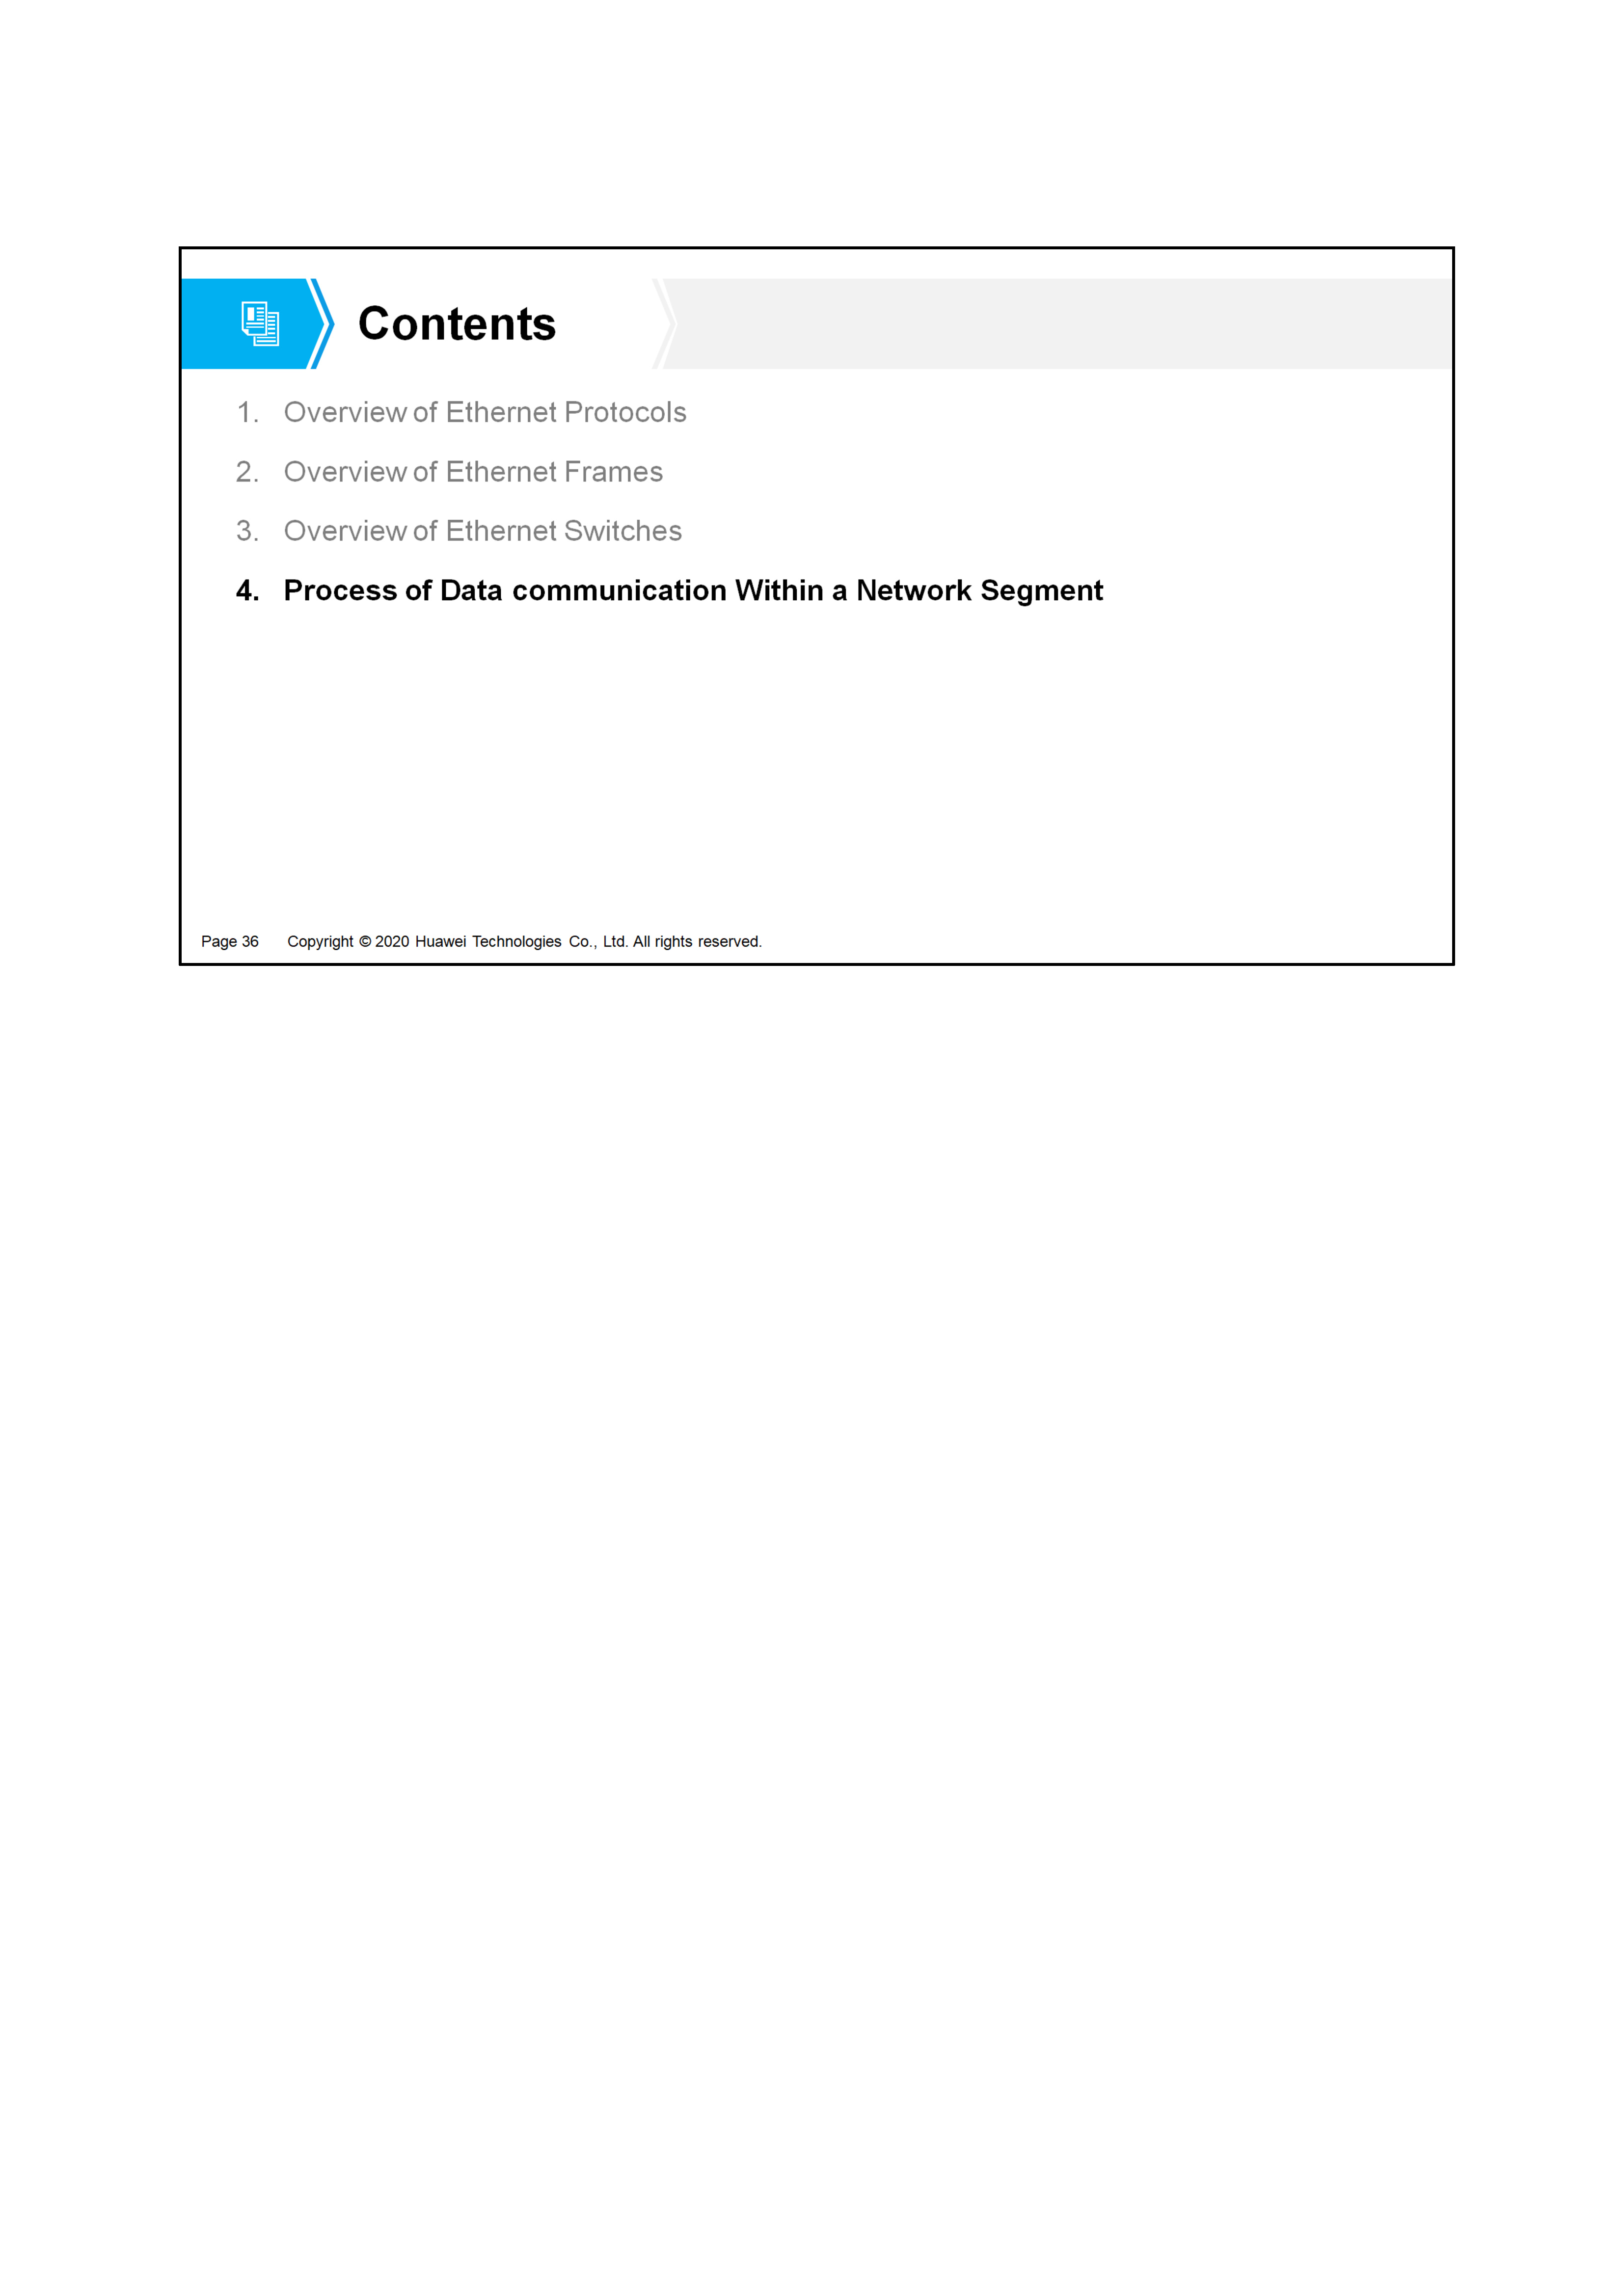 Contents
1. Overview of Ethernet Protocols
2. Overview of Ethernet Frames
3. Overview of Ethernet Switches
4. Process of Data communication Within a Network Segment
Page 36 Copyright © 2020 Huawei Technologies Co., Ltd. All rights reserved.